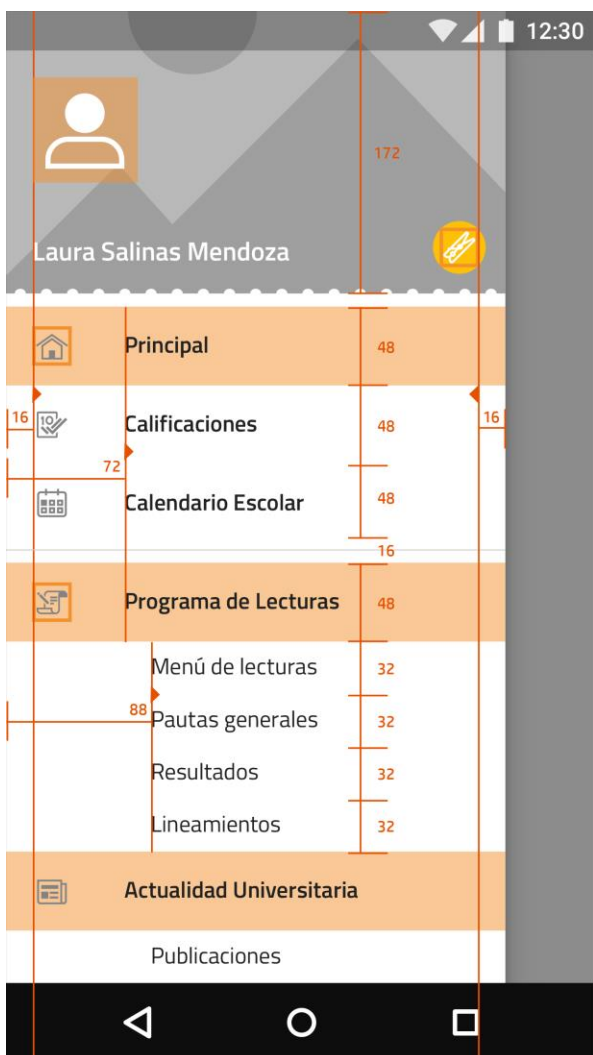 12:30
172
Laura Salinas Mendoza
Principal
48
16
Calificaciones
48
16
72
Calendario Escolar
48
16
Programa de Lecturas
48
Menú de lecturas
32
88
Pautas generales
32
Resultados
32
Lineamientos
32
Actualidad Universitaria
Publicaciones